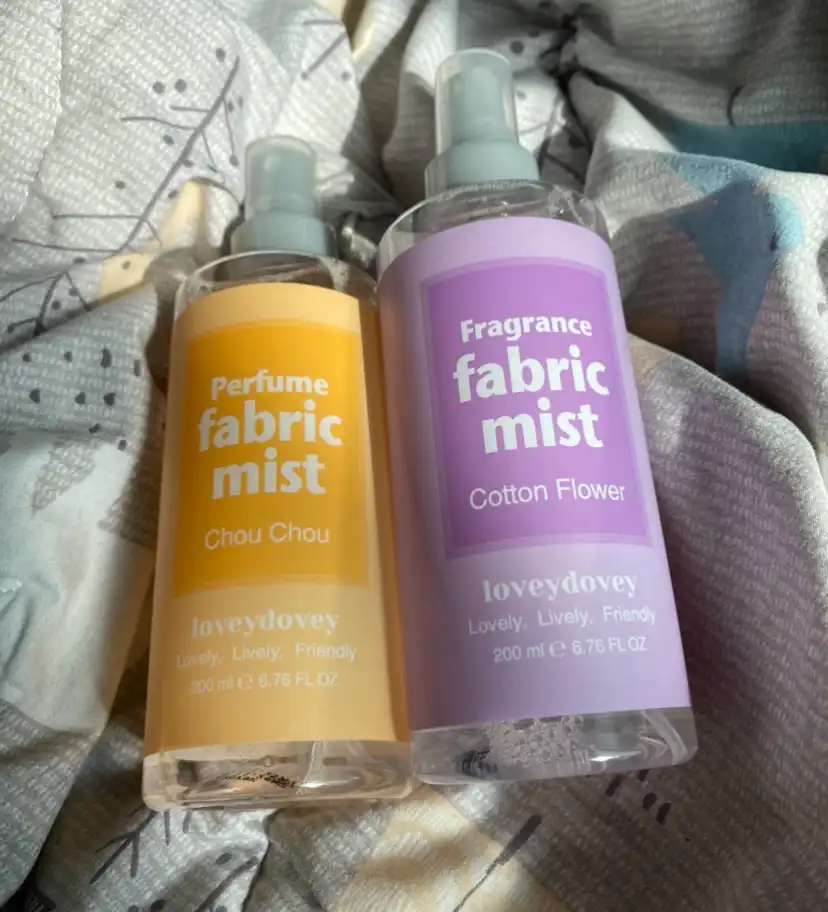 Perfume
fabric
mist
Chou Chou
loveydovey
Lovely, Lively, Friendly
200 ml ℮ 6.76 FL OZ
Fragrance
fabric
mist
Cotton Flower
loveydovey
Lovely, Lively, Friendly
200 ml ℮ 6.76 FL OZ